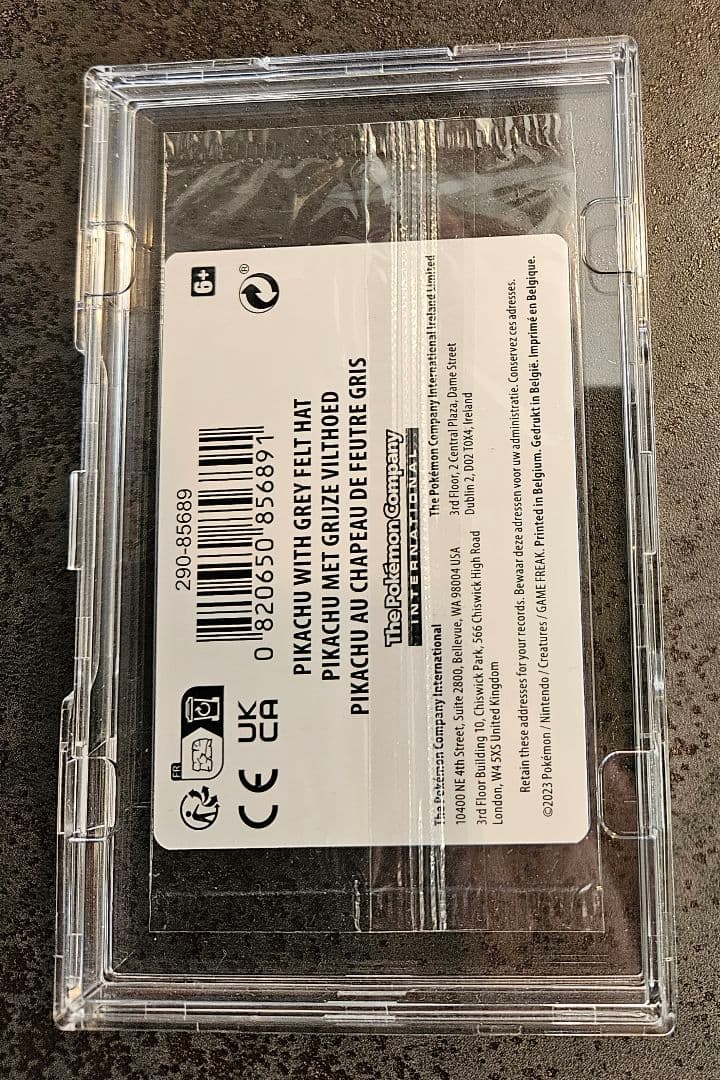 290-85689
6+
®
0 820650 856891
FR
CE
UK
CA
PIKACHU WITH GREY FELT HAT
PIKACHU MET GRIJZE VILTHOED
PIKACHU AU CHAPEAU DE FEUTRE GRIS
The Pokémon Company
INTERNATIONAL
The Pokémon Company International
10400 NE 4th Street, Suite 2800, Bellevue, WA 98004 USA
3rd Floor Building 10, Chiswick Park, 566 Chiswick High Road
London, W4 5XS United Kingdom
The Pokémon Company International Ireland Limited
3rd Floor, 2 Central Plaza, Dame Street
Dublin 2, D02 T0X4, Ireland
Retain these addresses for your records. Bewaar deze adressen voor uw administratie. Conservez ces adresses.
©2023 Pokémon / Nintendo / Creatures / GAME FREAK. Printed in Belgium. Gedrukt in België. Imprimé en Belgique.